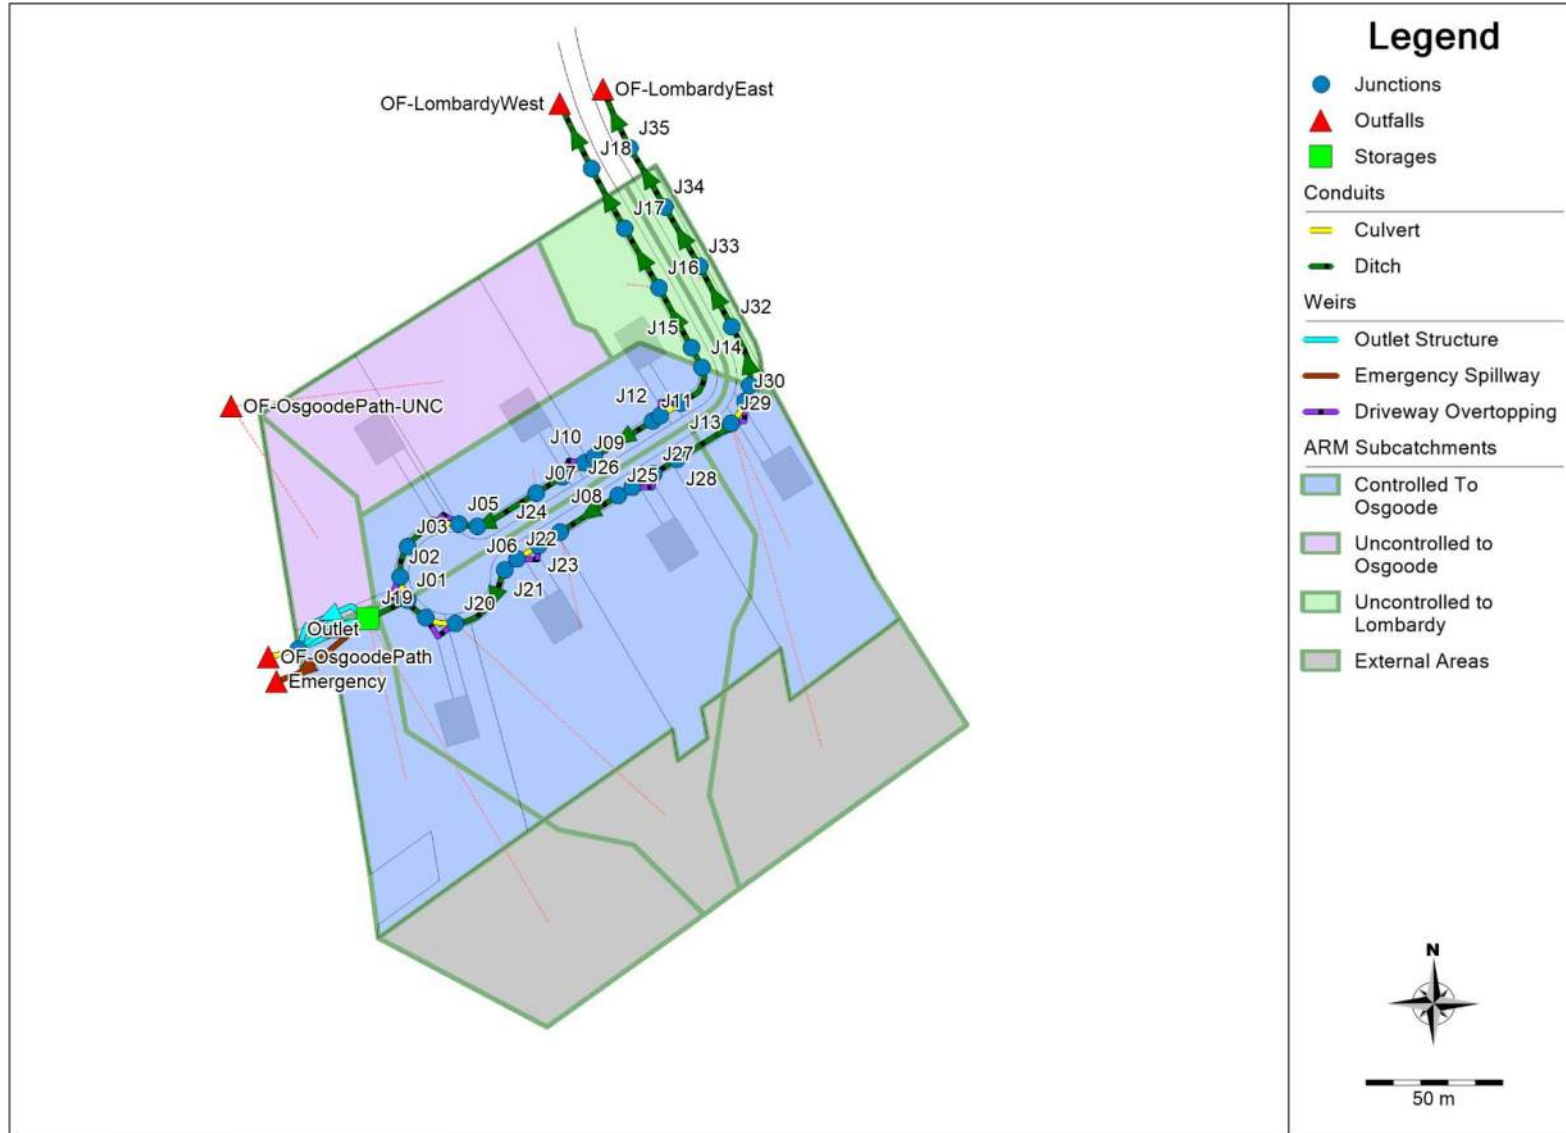 OF-LombardyWest
OF-LombardyEast
J35
J18
J34
J17
J33
J16
J32
J15
J14
J30
J12
J11
J29
J13
OF-OsgoodePath-UNC
J10
J09
J27
J26
J07
J25
J28
J05
J08
J24
J03
J06
J22
J02
J23
J01
J21
J19
J20
Outlet
OF-OsgoodePath
Emergency
Legend
Junctions
Outfalls
Storages
Conduits
Culvert
Ditch
Weirs
Outlet Structure
Emergency Spillway
Driveway Overtopping
ARM Subcatchments
Controlled To
Osgoode
Uncontrolled to
Osgoode
Uncontrolled to
Lombardy
External Areas
N
50 m